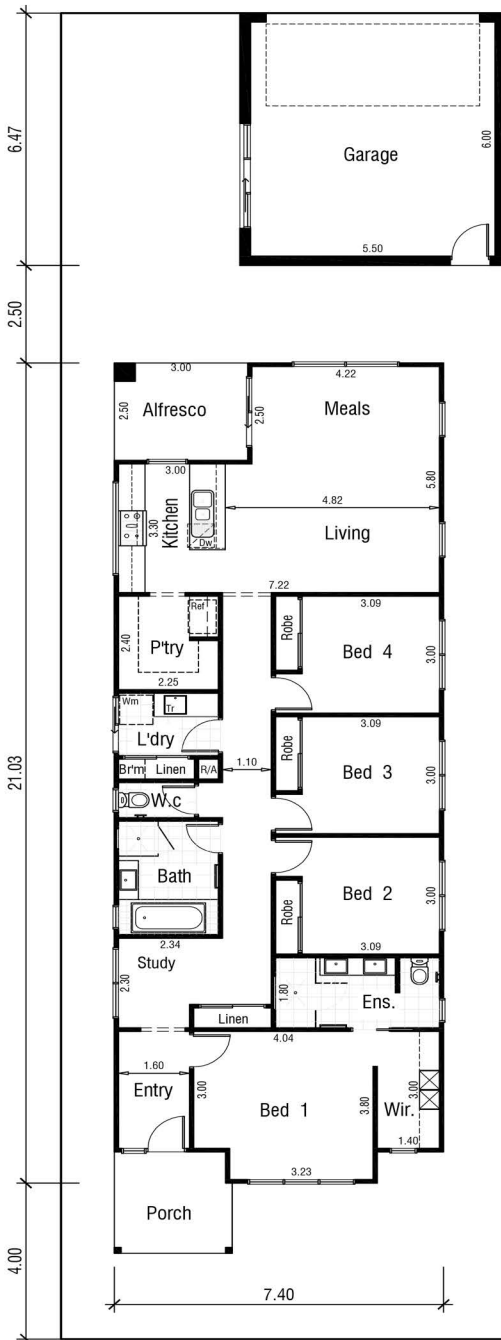 6.47
6.00
Garage
5.50
2.50
3.00
4.22
2.50
Alfresco
2.50
Meals
3.00
5.80
Kitchen
3.30
4.82
Living
Dw
7.22
Ref
Robe
3.09
2.40
P'try
Bed 4
3.00
2.25
Wm
Tr
3.09
L'dry
Robe
Br'm
Linen
R/A
1.10
Bed 3
3.00
W.c
21.03
Bath
Bed 2
3.00
Robe
2.34
3.09
Study
2.30
1.80
Ens.
Linen
4.04
1.60
Entry
3.00
Bed 1
3.80
Wir.
3.00
1.40
3.23
Porch
4.00
7.40